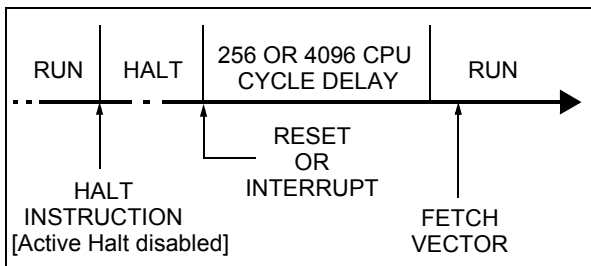 RUN
HALT
256 OR 4096 CPU
CYCLE DELAY
RUN
RESET
OR
INTERRUPT
HALT
INSTRUCTION
[Active Halt disabled]
FETCH
VECTOR